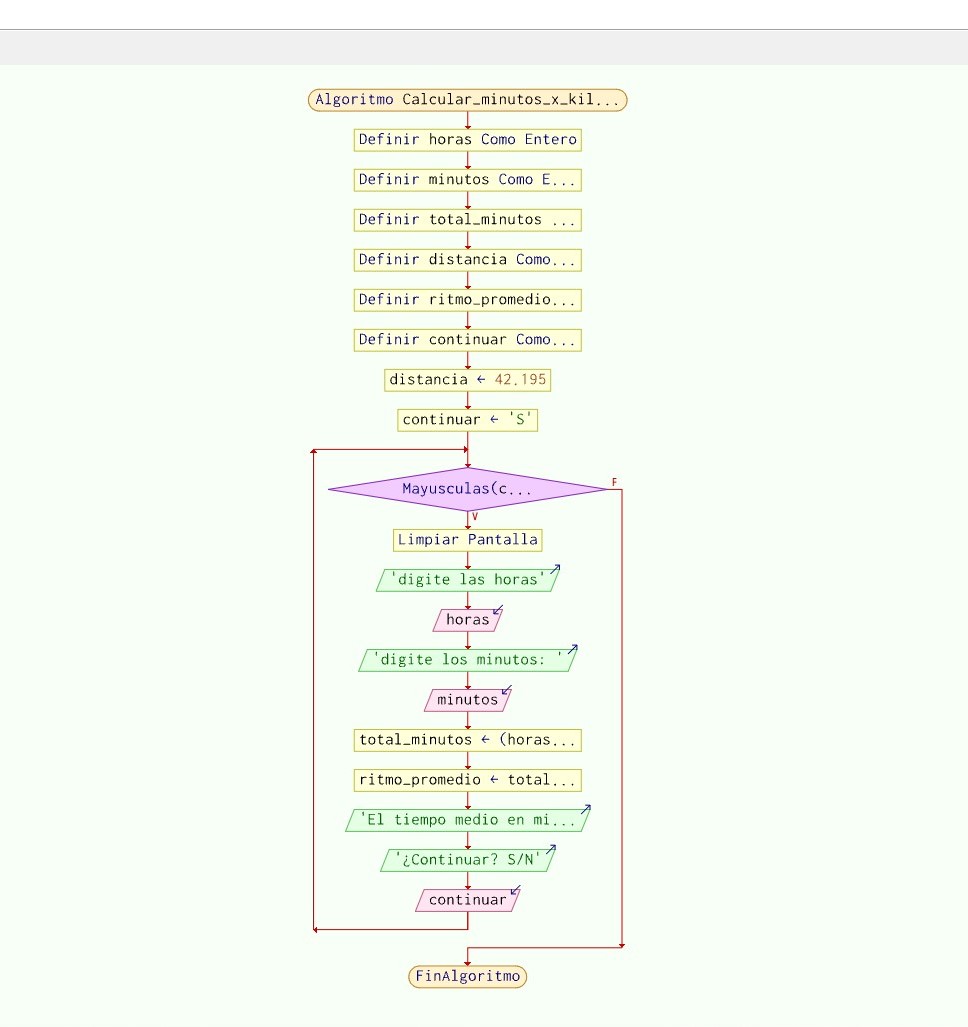 Algoritmo Calcular_minutos_x_kil...
Definir horas Como Entero
Definir minutos Como E...
Definir total_minutos ...
Definir distancia Como...
Definir ritmo_promedio...
Definir continuar Como...
distancia ← 42.195
continuar ← 'S'
Mayusculas(c...
F
V
Limpiar Pantalla
'digite las horas'
horas
'digite los minutos: '
minutos
total_minutos ← (horas...
ritmo_promedio ← total...
'El tiempo medio en mi...
'¿Continuar? S/N'
continuar
FinAlgoritmo